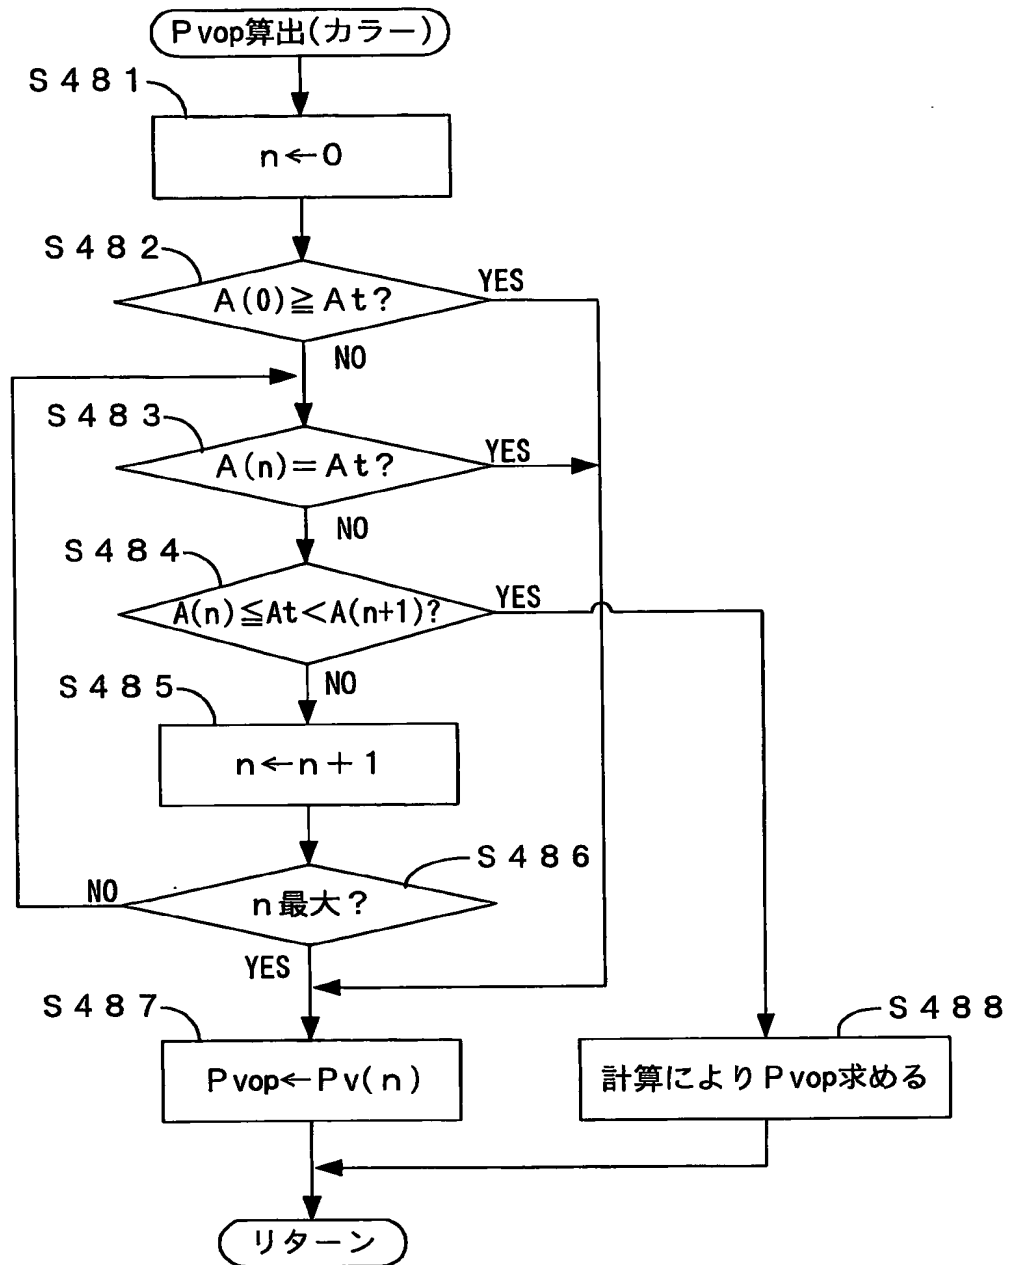 Pvop算出(カラー)
S481
n←0
S482
A(0)≧At?
YES
NO
S483
A(n)=At?
YES
NO
S484
A(n)≦At<A(n+1)?
YES
NO
S485
n←n+1
S486
n最大?
NO
YES
S487
Pvop←Pv(n)
S488
計算によりPvop求める
リターン